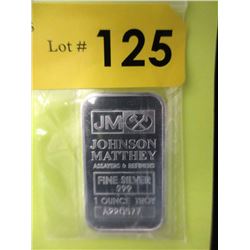 Lot # 125
JM
JOHNSON
MATTHEY
ASSAYERS & REFINERS
FINE SILVER
999
1 OUNCE TROY